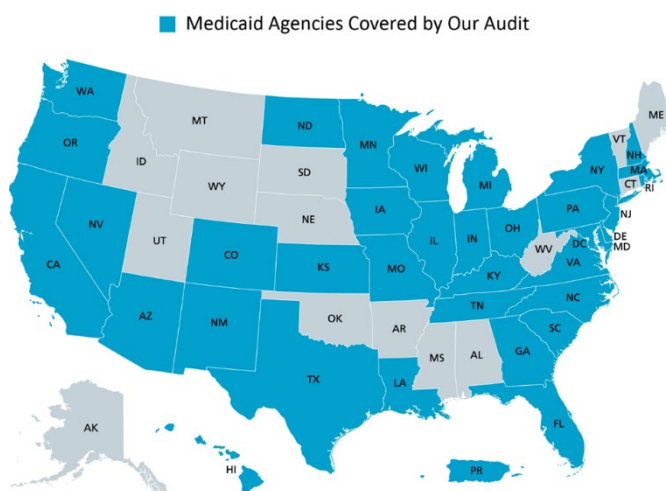 Medicaid Agencies Covered by Our Audit
WA
MT
ND
MN
ME
VT
NH
OR
ID
SD
WI
NY
MA
MI
CT
RI
WY
IA
PA
NJ
NE
NV
OH
DE
UT
IL
IN
DC
MD
WV
CO
VA
CA
KS
MO
KY
NC
TN
AZ
OK
NM
AR
SC
MS
AL
GA
TX
LA
AK
FL
HI
PR